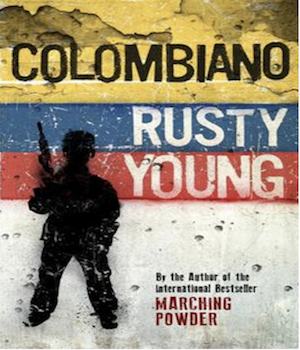 COLOMBIANO
RUSTY
YOUNG
By the Author of the
International Bestseller
MARCHING
POWDER